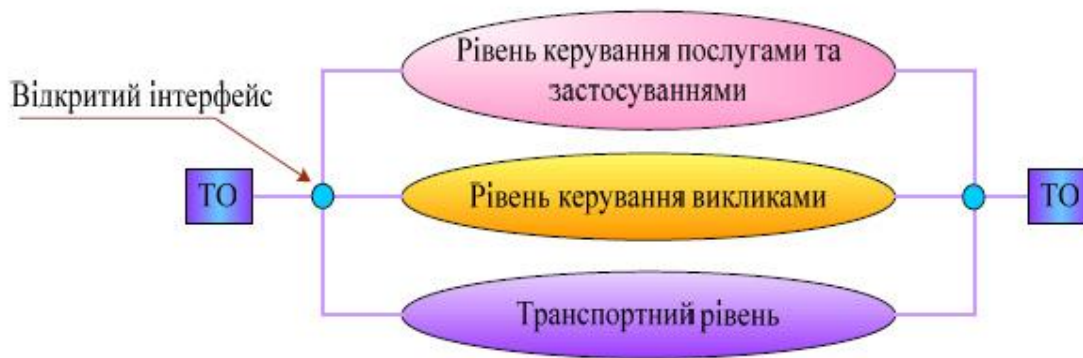 Рівень керування послугами та
застосуваннями
Відкритий інтерфейс
ТО
Рівень керування викликами
ТО
Транспортний рівень